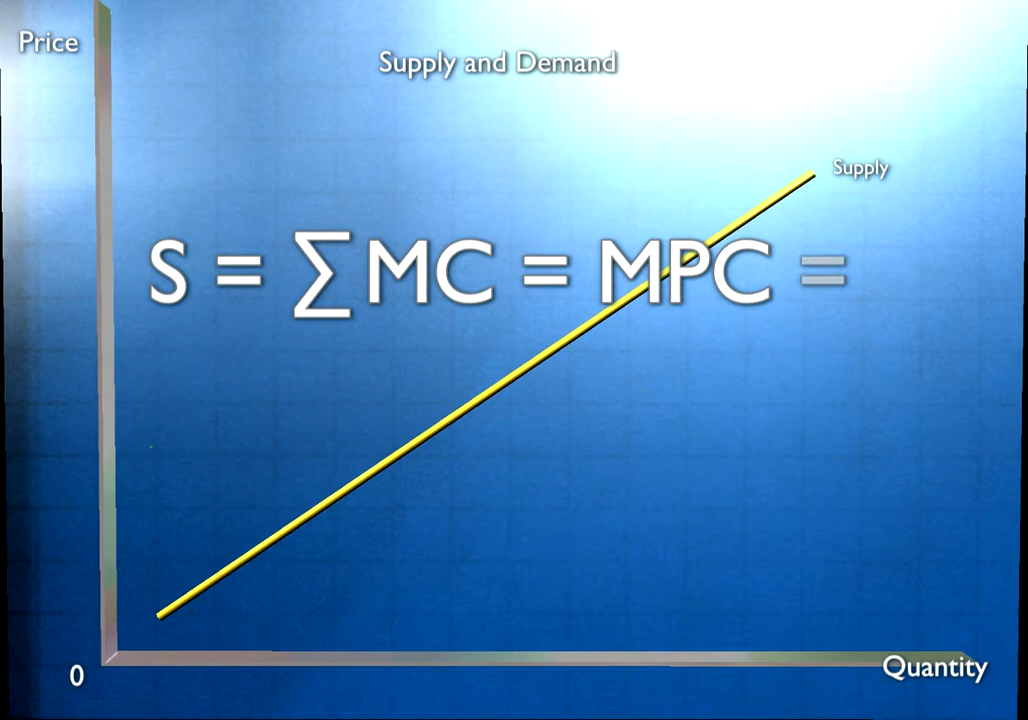 Price
Supply and Demand
Supply
S = ∑MC = MPC =
0
Quantity